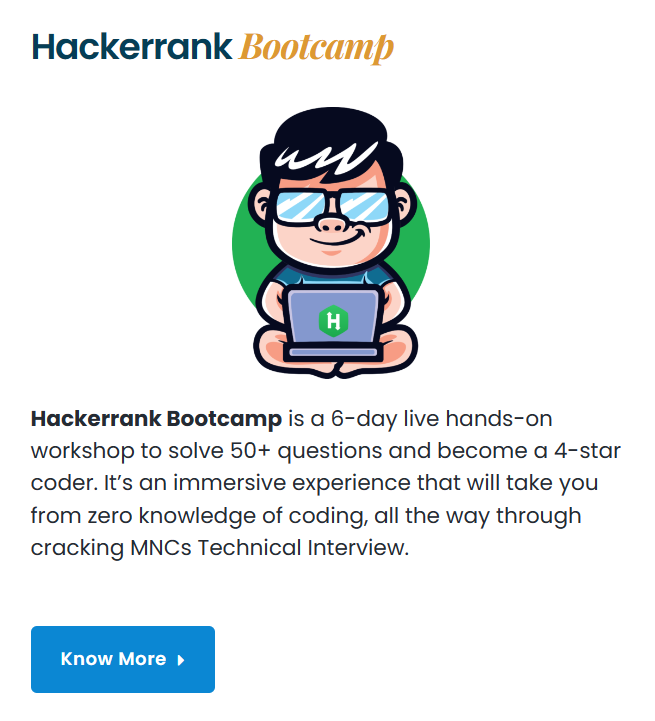 Hackerrank Bootcamp
H
Hackerrank Bootcamp is a 6-day live hands-on
workshop to solve 50+ questions and become a 4-star
coder. It’s an immersive experience that will take you
from zero knowledge of coding, all the way through
cracking MNCs Technical Interview.
Know More